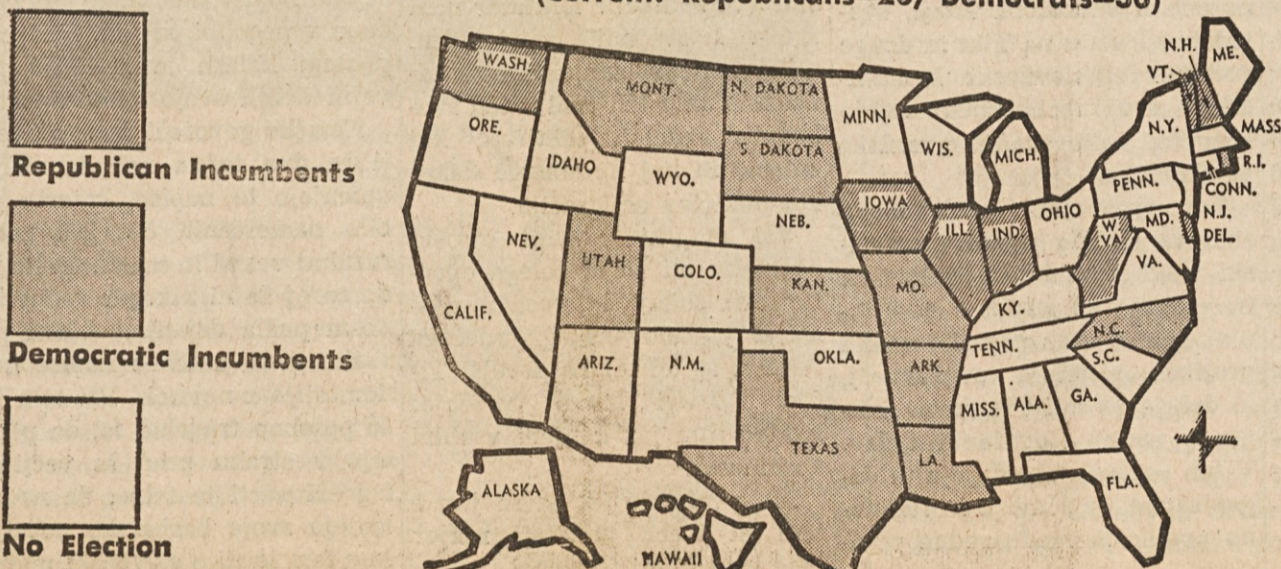 Republicans
Democrats
Republican Incumbents
Democratic Incumbents
No Election
WASH.
ORE.
CALIF.
NEV.
IDAHO
MONT.
WYO.
UTAH
ARIZ.
COLO.
N.M.
N. DAKOTA
S. DAKOTA
NEB.
KAN.
OKLA.
TEXAS
MINN.
IOWA
MO.
ARK.
LA.
WIS.
ILL.
MICH.
IND.
OHIO
KY.
TENN.
MISS.
ALA.
GA.
FLA.
S.C.
N.C.
VA.
W.
VA
MD.
DEL.
N.J.
PENN.
N.Y.
CONN.
R.I.
MASS
VT.
N.H.
ME.
ALASKA
HAWAII